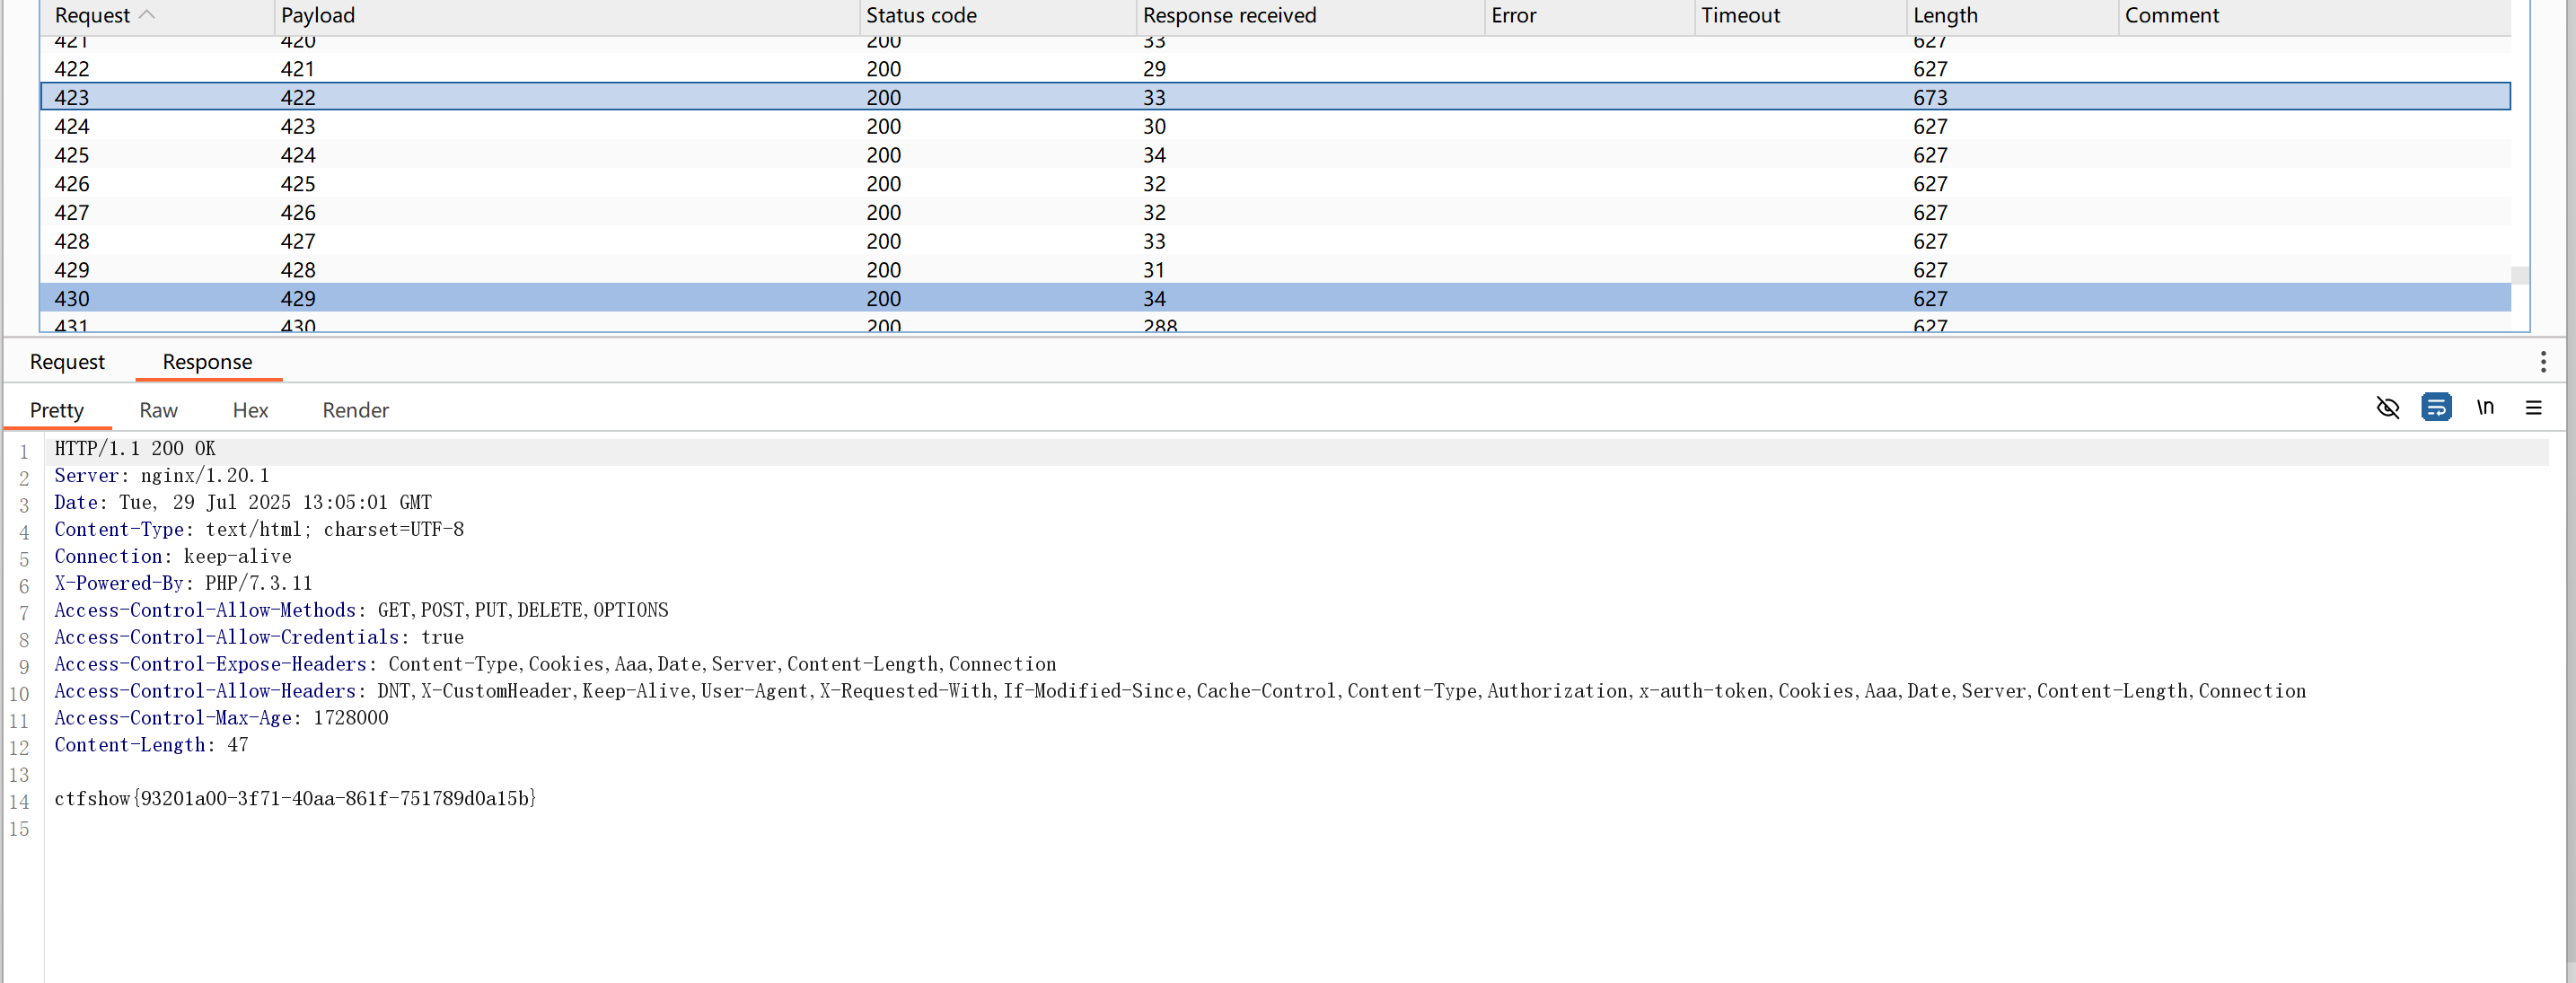 Request Payload Status code Response received Error Timeout Length Comment
421 420 200 33 627
422 421 200 29 627
423 422 200 33 673
424 423 200 30 627
425 424 200 34 627
426 425 200 32 627
427 426 200 32 627
428 427 200 33 627
429 428 200 31 627
430 429 200 34 627
431 430 200 288 627
Request Response
Pretty Raw Hex Render \n
1 HTTP/1.1 200 OK
2 Server: nginx/1.20.1
3 Date: Tue, 29 Jul 2025 13:05:01 GMT
4 Content-Type: text/html; charset=UTF-8
5 Connection: keep-alive
6 X-Powered-By: PHP/7.3.11
7 Access-Control-Allow-Methods: GET,POST,PUT,DELETE,OPTIONS
8 Access-Control-Allow-Credentials: true
9 Access-Control-Expose-Headers: Content-Type,Cookies,Aaa,Date,Server,Content-Length,Connection
10 Access-Control-Allow-Headers: DNT,X-CustomHeader,Keep-Alive,User-Agent,X-Requested-With,If-Modified-Since,Cache-Control,Content-Type,Authorization,x-auth-token,Cookies,Aaa,Date,Server,Content-Length,Connection
11 Access-Control-Max-Age: 1728000
12 Content-Length: 47
13
14 ctfshow{93201a00-3f71-40aa-861f-751789d0a15b}
15